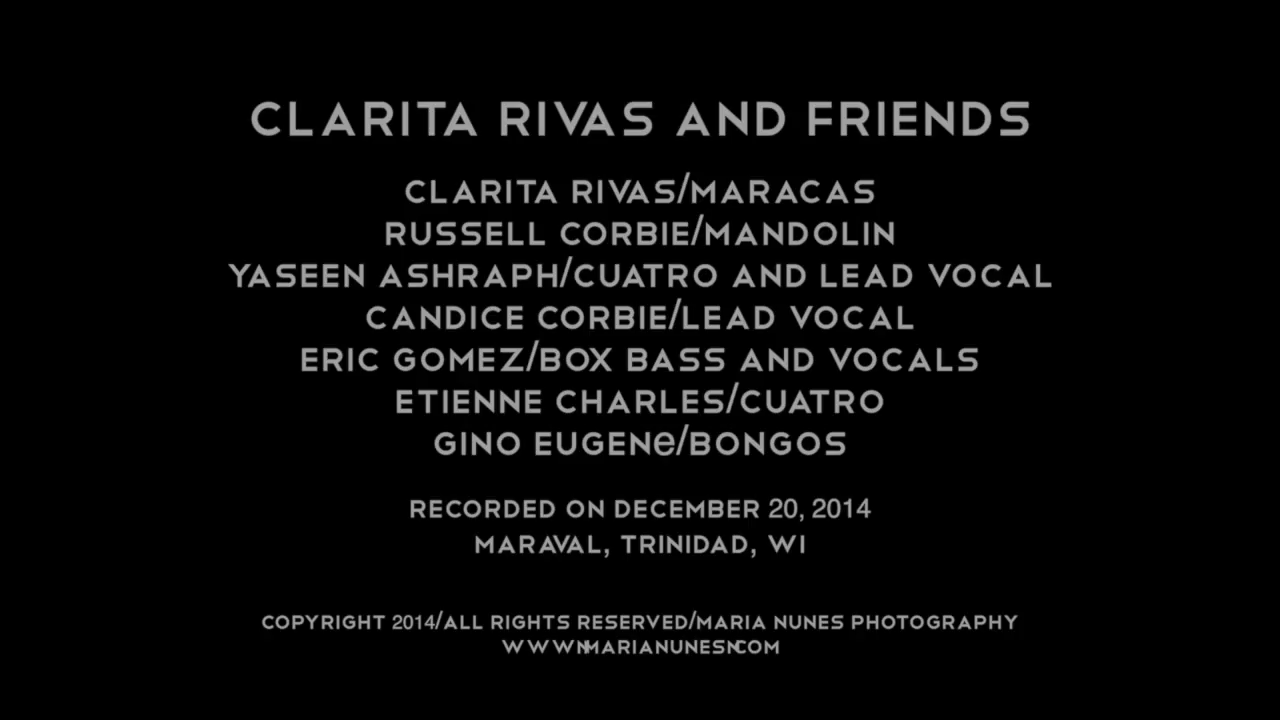 CLARITA RIVAS AND FRIENDS
CLARITA RIVAS/MARACAS
RUSSELL CORBIE/MANDOLIN
YASEEN ASHRAPH/CUATRO AND LEAD VOCAL
CANDICE CORBIE/LEAD VOCAL
ERIC GOMEZ/BOX BASS AND VOCALS
ETIENNE CHARLES/CUATRO
GINO EUGENe/BONGOS
RECORDED ON DECEMBER 20, 2014
MARAVAL, TRINIDAD, WI
COPYRIGHT 2014/ALL RIGHTS RESERVED/MARIA NUNES PHOTOGRAPHY
WWWNMARIANUNESNCOM